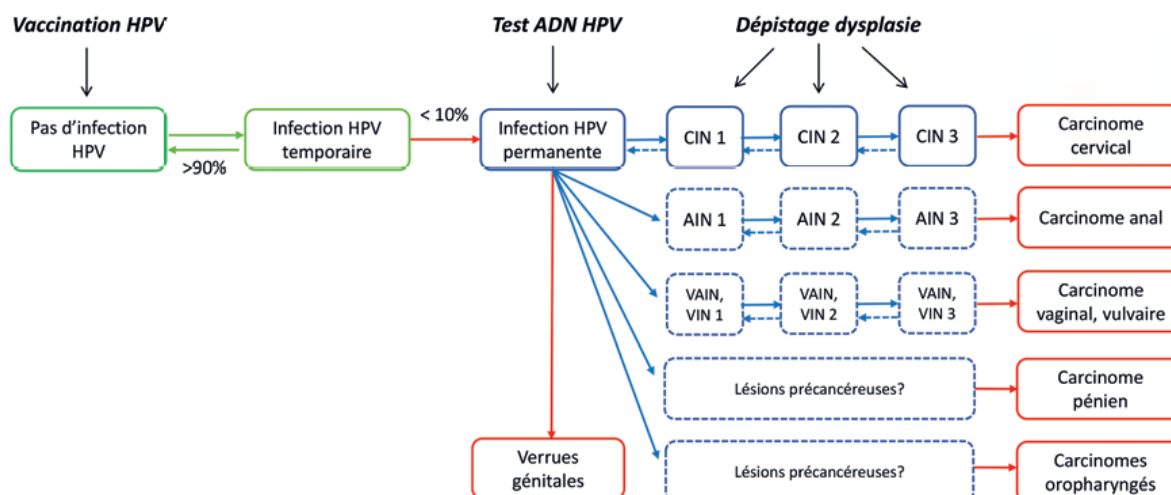 Vaccination HPV
Test ADN HPV
Dépistage dysplasie
Pas d'infection
HPV
>90%
Infection HPV
temporaire
< 10%
Infection HPV
permanente
CIN 1
CIN 2
CIN 3
Carcinome
cervical
AIN 1
AIN 2
AIN 3
Carcinome anal
VAIN,
VIN 1
VAIN,
VIN 2
VAIN,
VIN 3
Carcinome
vaginal, vulvaire
Lésions précancéreuses?
Carcinome
pénien
Verrues
génitales
Lésions précancéreuses?
Carcinomes
oropharyngés